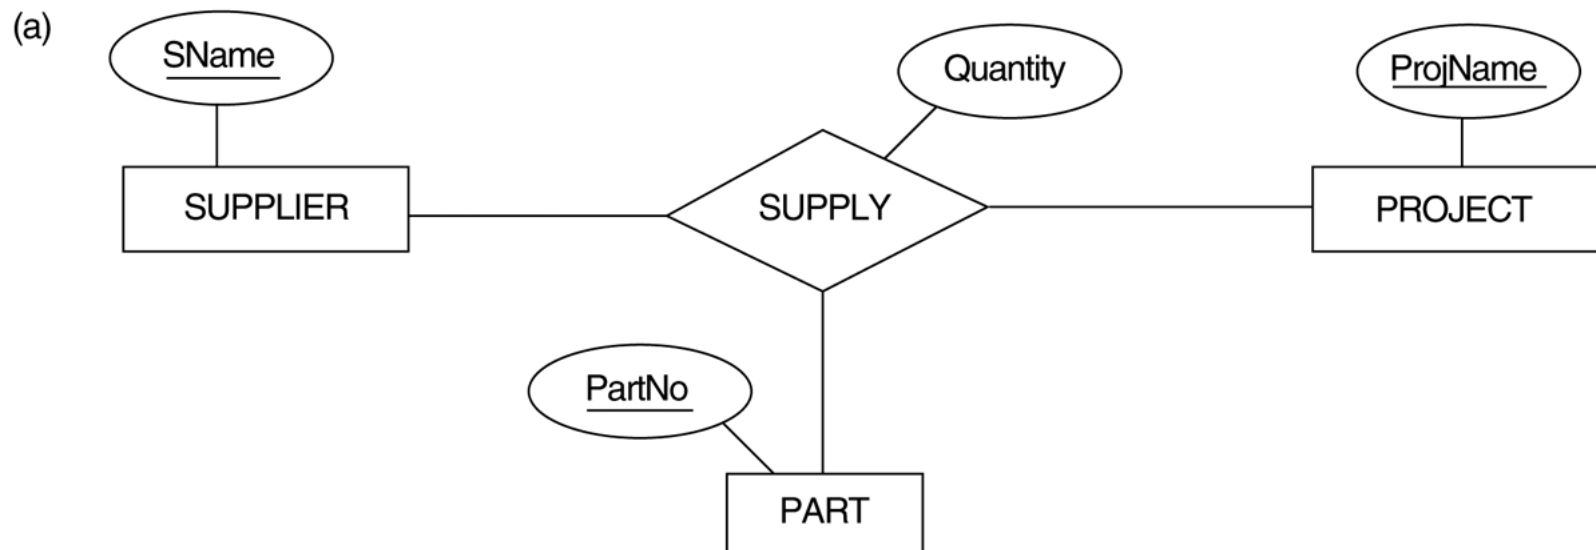 (a)
SName
Quantity
ProjName
SUPPLIER
SUPPLY
PROJECT
PartNo
PART